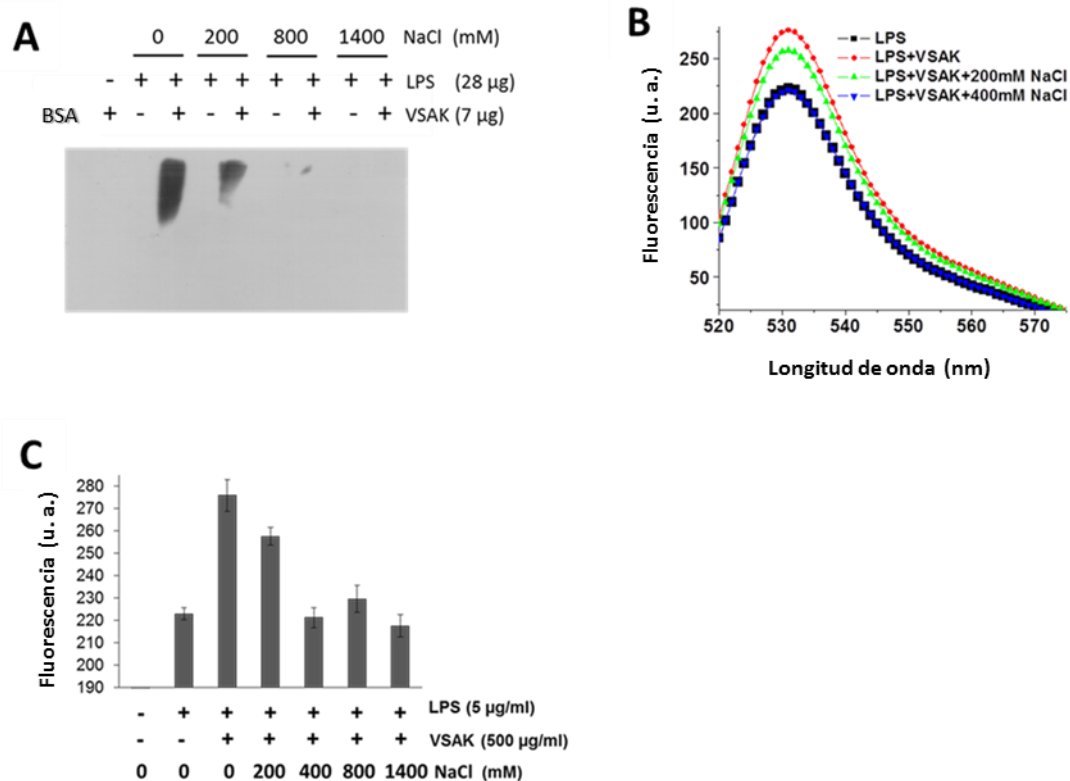 A
0 200 800 1400 NaCl (mM)
- + + + + + + + + LPS (28 µg)
BSA + - + - + - + - + VSAK (7 µg)
B
Fluorescencia (u. a.)
250
200
150
100
50
520 530 540 550 560 570
Longitud de onda (nm)
LPS
LPS+VSAK
LPS+VSAK+200mM NaCl
LPS+VSAK+400mM NaCl
C
Fluorescencia (u. a.)
280
270
260
250
240
230
220
210
200
190
- + + + + + + LPS (5 µg/ml)
- - + + + + + VSAK (500 µg/ml)
0 0 0 200 400 800 1400 NaCl (mM)